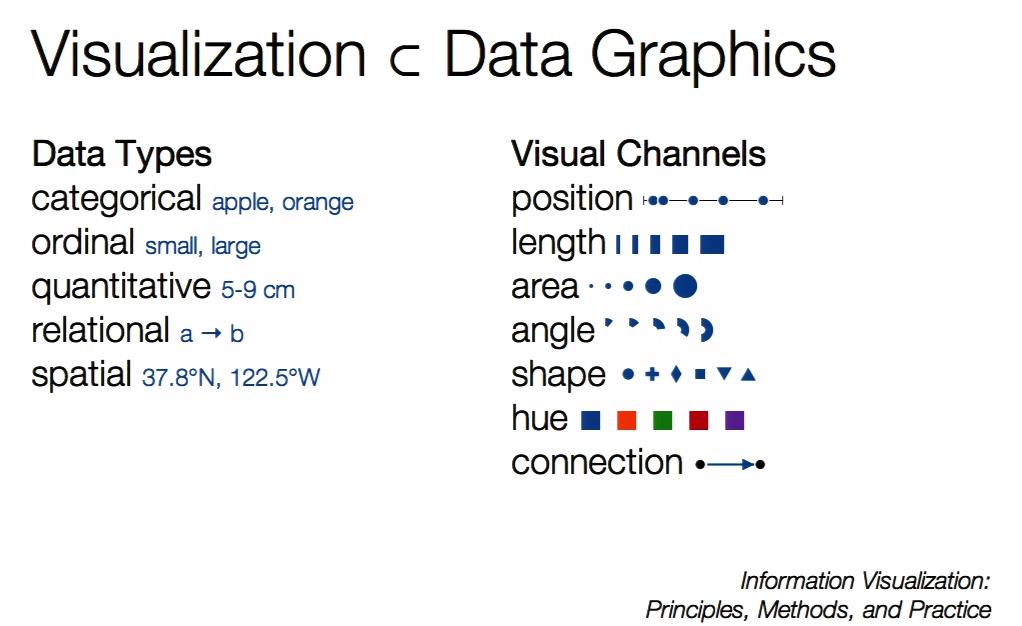 Visualization ⊂ Data Graphics
Data Types
categorical apple, orange
ordinal small, large
quantitative 5-9 cm
relational a → b
spatial 37.8°N, 122.5°W
Visual Channels
position
length
area
angle
shape
hue
connection
Information Visualization:
Principles, Methods, and Practice